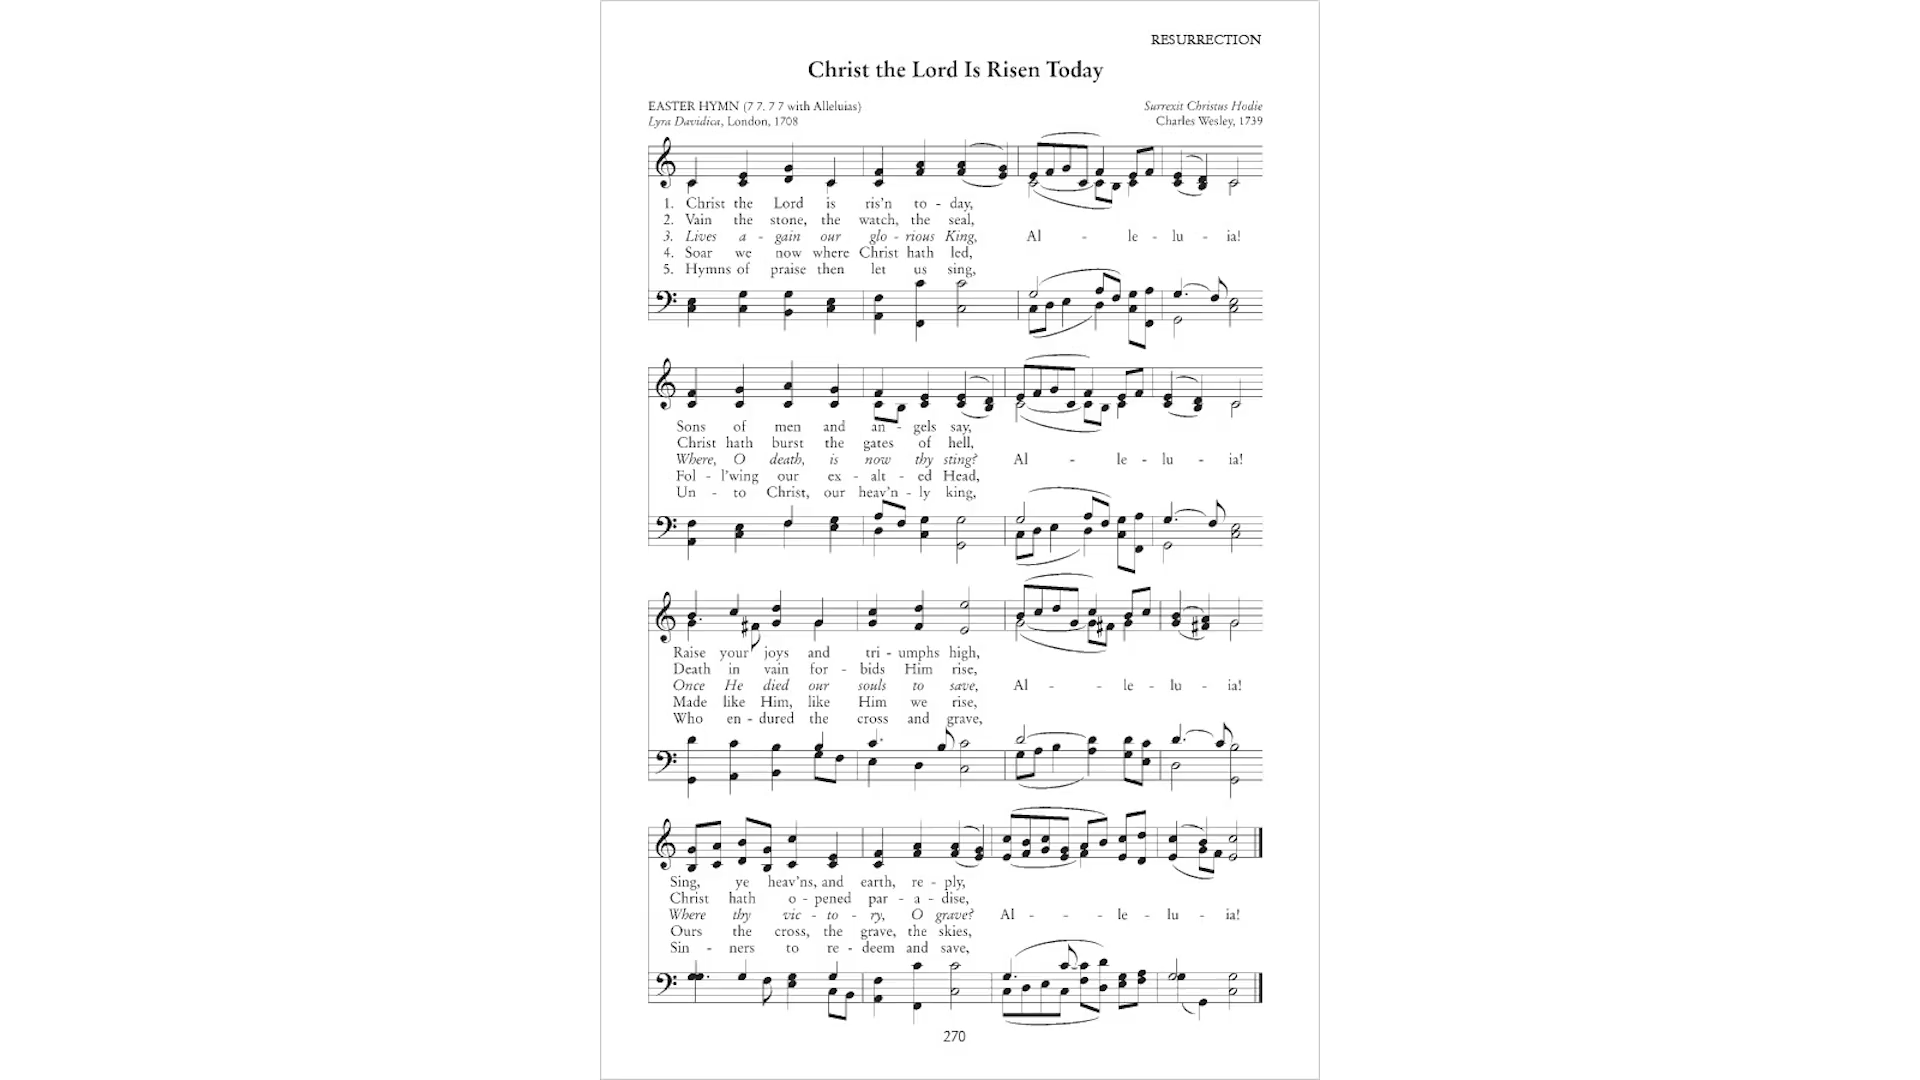 RESURRECTION
Christ the Lord Is Risen Today
EASTER HYMN (7 7. 7 7 with Alleluias)
Surrexit Christus Hodie
Lyra Davidica, London, 1708
Charles Wesley, 1739
1. Christ the Lord is ris'n to - day,
2. Vain the stone, the watch, the seal,
3. Lives a - gain our glo - rious King, Al - le - lu - ia!
4. Soar we now where Christ hath led,
5. Hymns of praise then let us sing,
Sons of men and an - gels say,
Christ hath burst the gates of hell,
Where, O death, is now thy sting? Al - le - lu - ia!
Fol - l'wing our ex - alt - ed Head,
Un - to Christ, our heav'n - ly king,
Raise your joys and tri - umphs high,
Death in vain for - bids Him rise,
Once He died our souls to save, Al - - le - lu - ia!
Made like Him, like Him we rise,
Who en - dured the cross and grave,
Sing, ye heav'ns, and earth, re - ply,
Christ hath o - pened par - a - dise,
Where thy vic - to - ry, O grave? Al - - - le - lu - ia!
Ours the cross, the grave, the skies,
Sin - ners to re - deem and save,
270